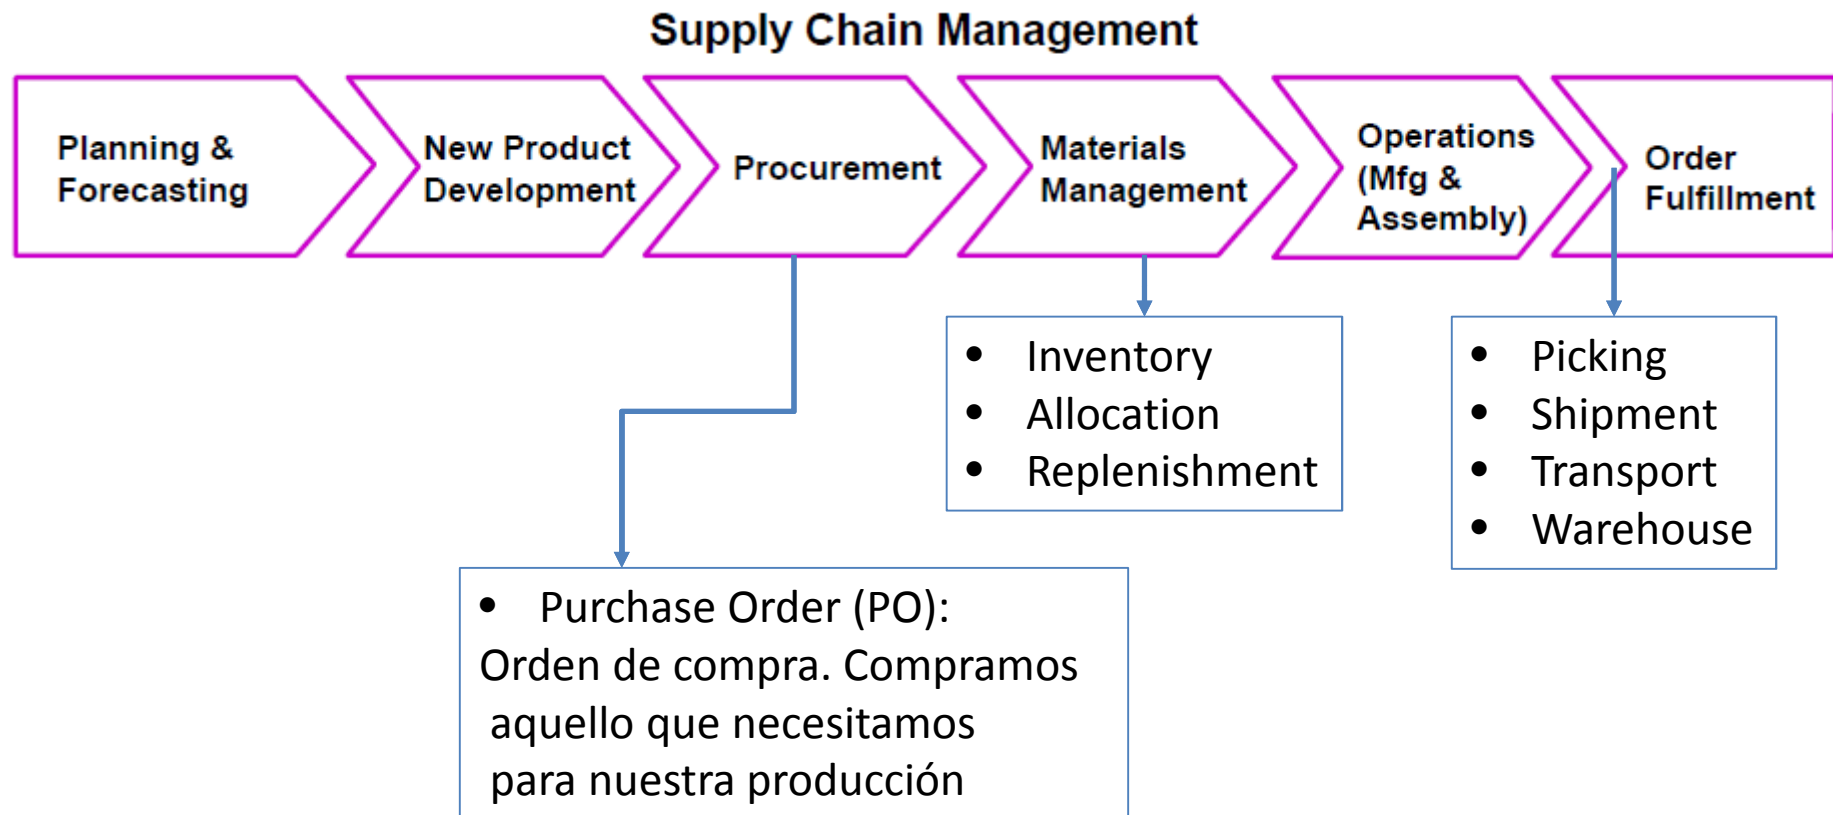 Supply Chain Management
Planning &
Forecasting
New Product
Development
Procurement
Materials
Management
Operations
(Mfg &
Assembly)
Order
Fulfillment
• Inventory
• Allocation
• Replenishment
• Picking
• Shipment
• Transport
• Warehouse
• Purchase Order (PO):
Orden de compra. Compramos
aquello que necesitamos
para nuestra producción